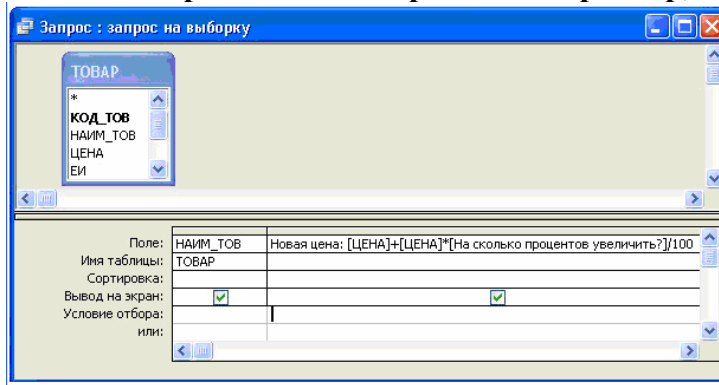 Запрос : запрос на выборку
ТОВАР
*
КОД_ТОВ
НАИМ_ТОВ
ЦЕНА
ЕИ
Поле: НАИМ_ТОВ Новая цена: [ЦЕНА]+[ЦЕНА]*[На сколько процентов увеличить?]/100
Имя таблицы: ТОВАР
Сортировка:
Вывод на экран:
Условие отбора:
или: